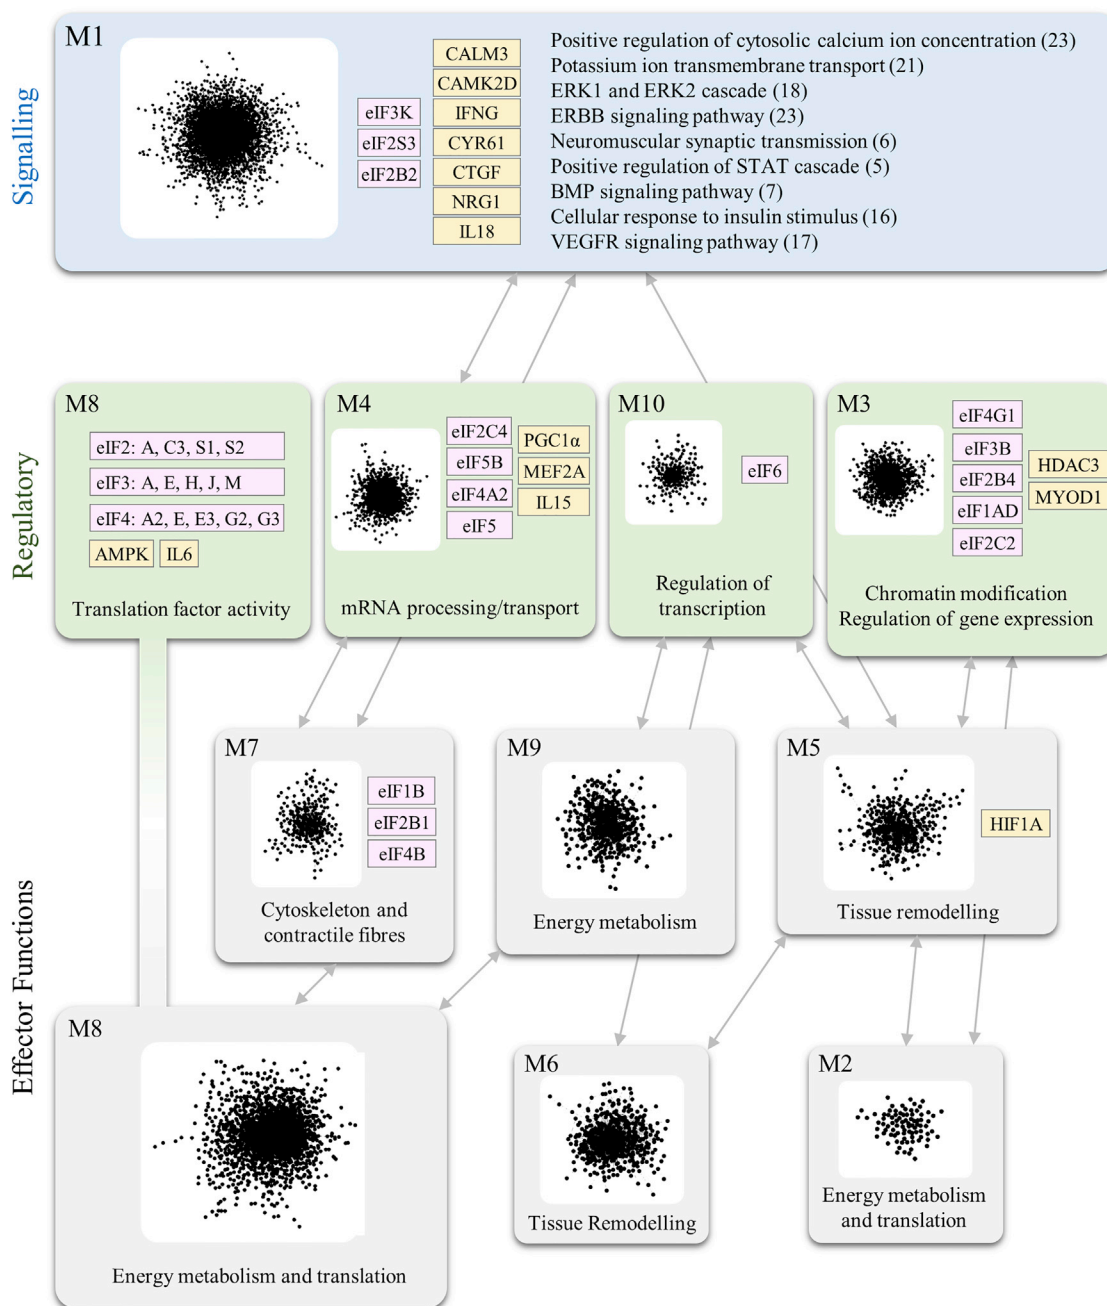 M1
Signalling
eIF3K
eIF2S3
eIF2B2
CALM3
CAMK2D
IFNG
CYR61
CTGF
NRG1
IL18
Positive regulation of cytosolic calcium ion concentration (23)
Potassium ion transmembrane transport (21)
ERK1 and ERK2 cascade (18)
ERBB signaling pathway (23)
Neuromuscular synaptic transmission (6)
Positive regulation of STAT cascade (5)
BMP signaling pathway (7)
Cellular response to insulin stimulus (16)
VEGFR signaling pathway (17)
Regulatory
M8
eIF2: A, C3, S1, S2
eIF3: A, E, H, J, M
eIF4: A2, E, E3, G2, G3
AMPK
IL6
Translation factor activity
M4
eIF2C4
eIF5B
eIF4A2
eIF5
PGC1α
MEF2A
IL15
mRNA processing/transport
M10
eIF6
Regulation of
transcription
M3
eIF4G1
eIF3B
eIF2B4
eIF1AD
eIF2C2
HDAC3
MYOD1
Chromatin modification
Regulation of gene expression
Effector Functions
M7
eIF1B
eIF2B1
eIF4B
Cytoskeleton and
contractile fibres
M9
Energy metabolism
M5
HIF1A
Tissue remodelling
M8
Energy metabolism and translation
M6
Tissue Remodelling
M2
Energy metabolism
and translation